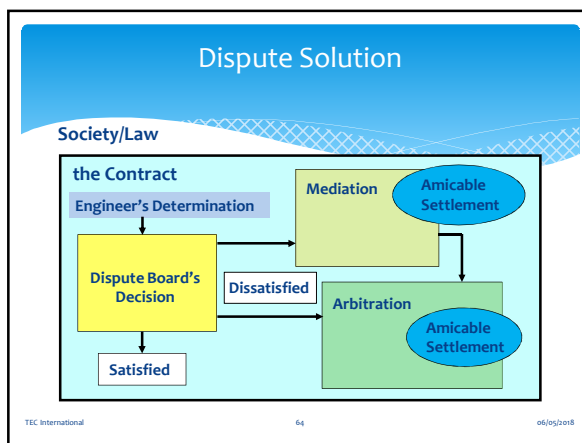 Dispute Solution
Society/Law
the Contract
Engineer's Determination
Dispute Board's
Decision
Satisfied
Dissatisfied
Mediation
Amicable
Settlement
Arbitration
Amicable
Settlement
TEC International
64
06/05/2018